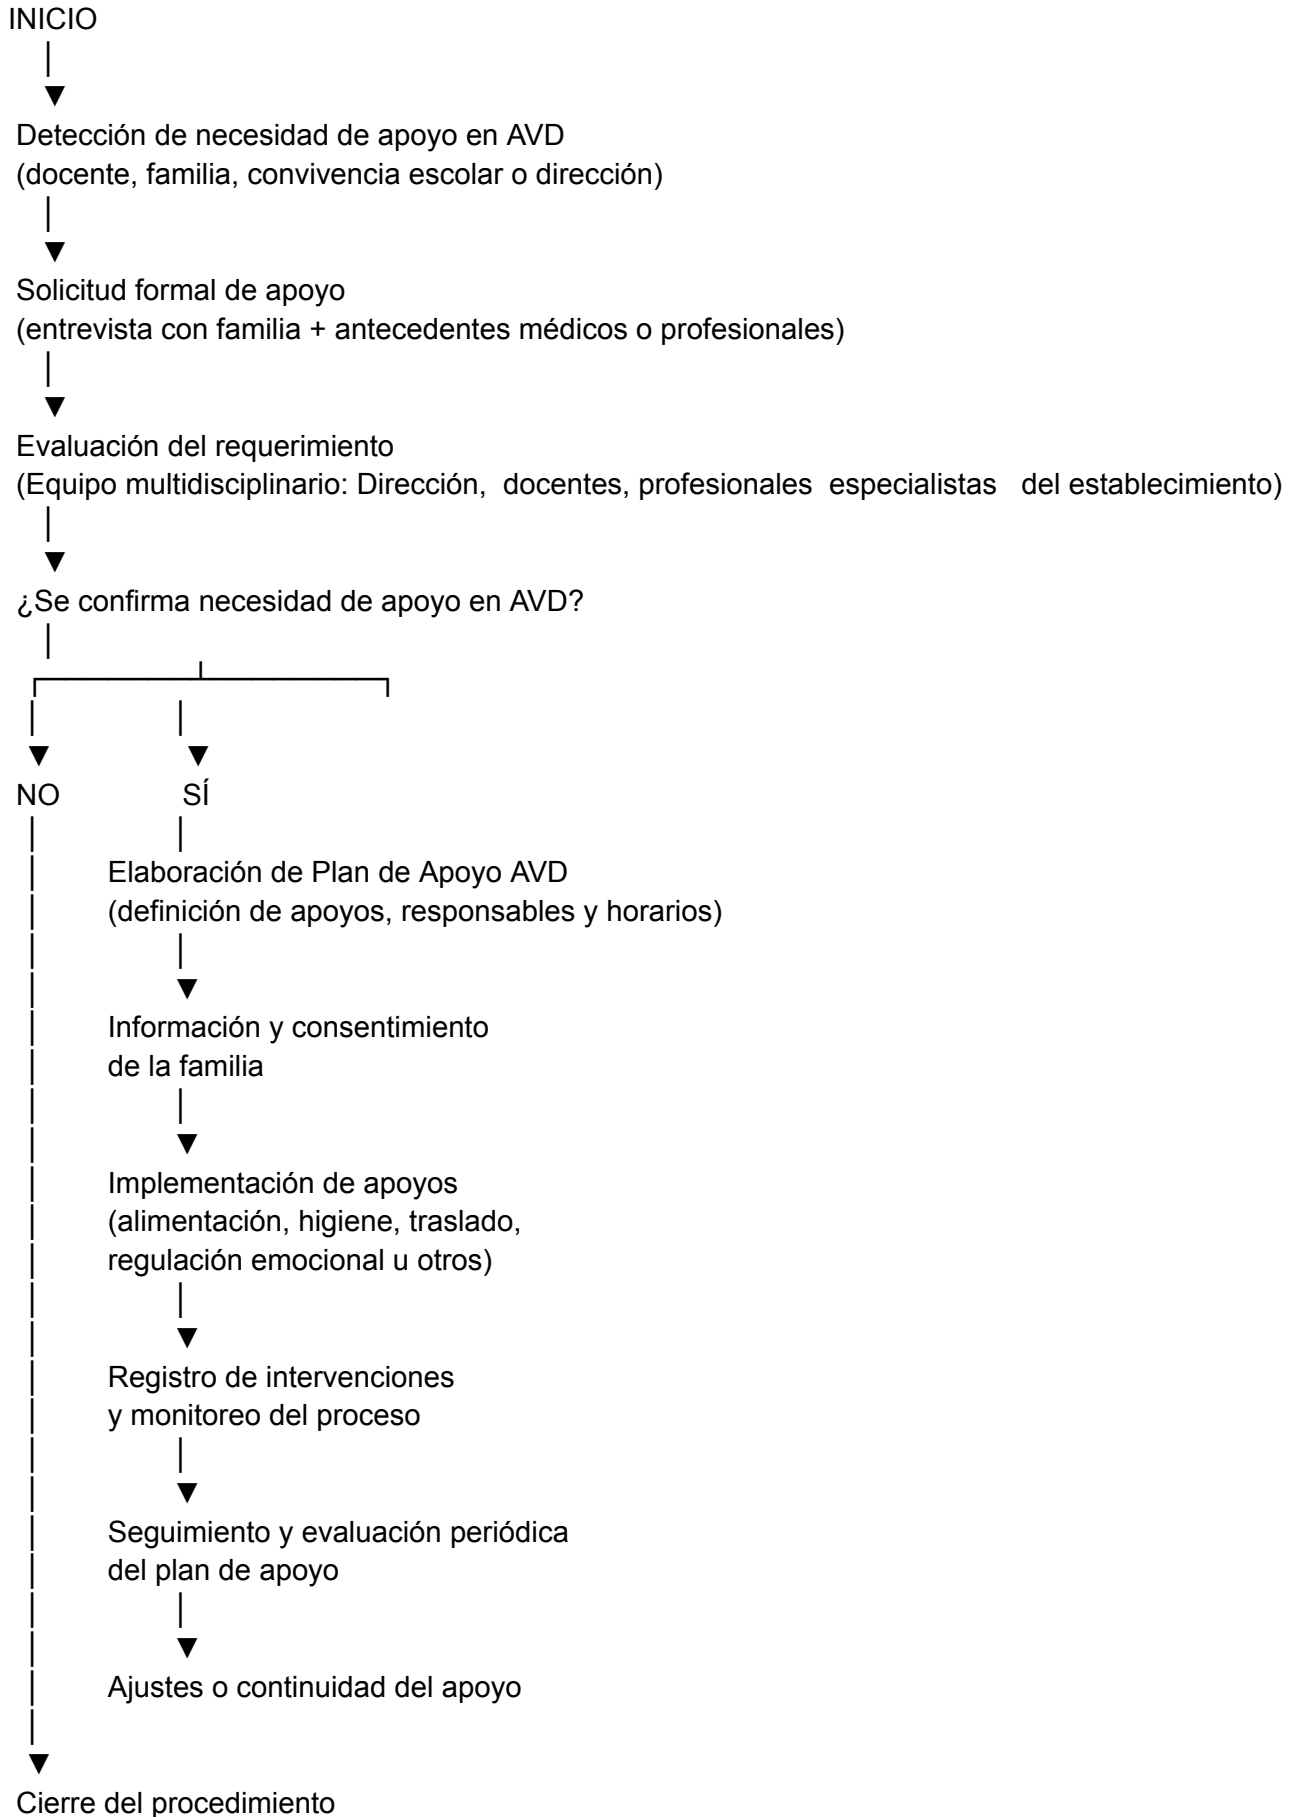 INICIO
Detección de necesidad de apoyo en AVD
(docente, familia, convivencia escolar o dirección)
Solicitud formal de apoyo
(entrevista con familia + antecedentes médicos o profesionales)
Evaluación del requerimiento
(Equipo multidisciplinario: Dirección,  docentes, profesionales  especialistas   del establecimiento)
¿Se confirma necesidad de apoyo en AVD?
NO SÍ
Elaboración de Plan de Apoyo AVD
(definición de apoyos, responsables y horarios)
Información y consentimiento
de la familia
Implementación de apoyos
(alimentación, higiene, traslado,
regulación emocional u otros)
Registro de intervenciones
y monitoreo del proceso
Seguimiento y evaluación periódica
del plan de apoyo
Ajustes o continuidad del apoyo
Cierre del procedimiento